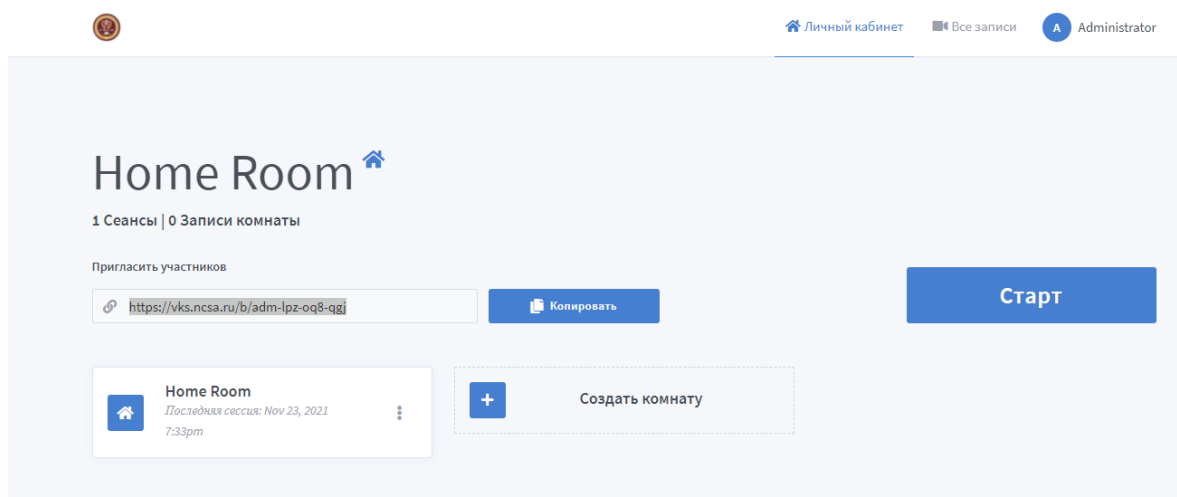 Личный кабинет
Все записи
A
Administrator
Home Room
1 Сеансы | 0 Записи комнаты
Пригласить участников
https://vks.ncsa.ru/b/adm-lpz-oq8-qgj
Копировать
Старт
Home Room
Последняя сессия: Nov 23, 2021
7:33pm
Создать комнату